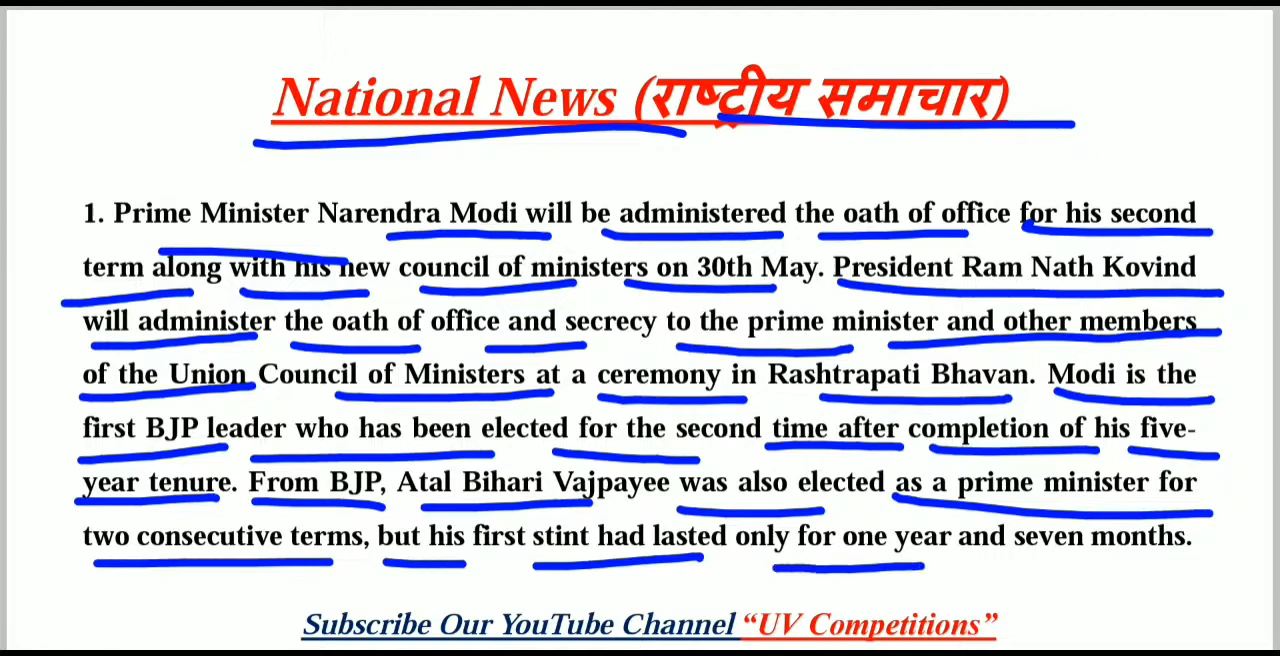 National News (राष्ट्रीय समाचार)
1. Prime Minister Narendra Modi will be administered the oath of office for his second
term along with his new council of ministers on 30th May. President Ram Nath Kovind
will administer the oath of office and secrecy to the prime minister and other members
of the Union Council of Ministers at a ceremony in Rashtrapati Bhavan. Modi is the
first BJP leader who has been elected for the second time after completion of his five-
year tenure. From BJP, Atal Bihari Vajpayee was also elected as a prime minister for
two consecutive terms, but his first stint had lasted only for one year and seven months.
Subscribe Our YouTube Channel “UV Competitions”